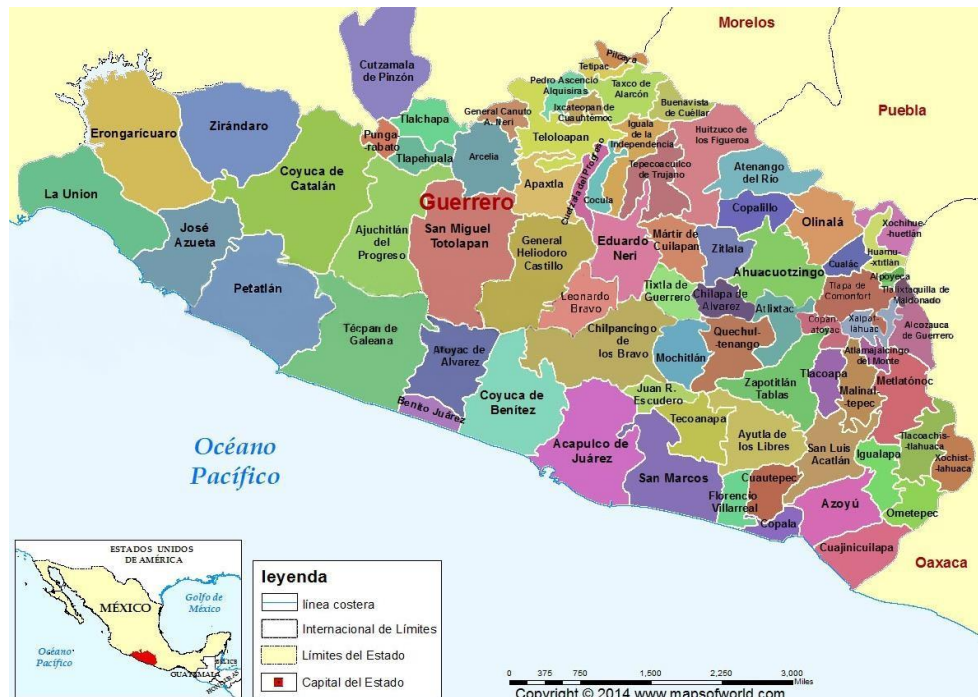 Morelos
Puebla
Cutzamala
de Pinzón
Pilcaya
Tetipac
Pedro Ascencio
Alquisiras
Taxco de
Alarcón
Ixcateopan de
Cuauhtemoc
Buenavista
de Cuéllar
General Canuto
A. Neri
Tlalchapa
Erongarícuaro
Zirándaro
Punga-
rabato
Teloloapan
Iguala
de la
Independencia
Huitzuco de
los Figueroa
Tlapehuala
Arcelia
Tepecoacuilco
de Trujano
Atenango
del Río
Coyuca de
Catalán
Apaxtla
Cuetzala del Progreso
Cocula
La Union
Guerrero
Copalillo
Olinalá
Xochihue-
huetlán
José
Azueta
Ajuchitlán
del
Progreso
San Miguel
Totolapan
General
Heliodoro
Castillo
Eduardo
Neri
Mártir de
Cuilapan
Zitlala
Cualác
Huamu-
xtitlán
Ahuacuotzingo
Alpoyeca
Petatlán
Leonardo
Bravo
Tixtla de
Guerrero
Chilapa de
Alvarez
Tlapa de
Comonfort
Tlalixtaquilla de
Maldonado
Atlixtac
Copan-
atoyac
Xalpat-
lahuac
Alcozauca
de Guerrero
Técpan de
Galeana
Chilpancingo
de
los Bravo
Quechul-
tenango
Mochitlán
Atoyac de
Alvarez
Atlamajalcingo
del Monte
Tlacoapa
Metlatónoc
Zapotitlán
Tablas
Malinal-
tepec
Juan R.
Escudero
Coyuca de
Benítez
Benito Juárez
Tecoanapa
Ayutla de
los Libres
Tlacoachis-
tlahuaca
Acapulco de
Juárez
San Luis
Acatlán
Igualapa
Xochist-
lahuaca
Océano
Pacífico
San Marcos
Cuautepec
Florencio
Villarreal
Azoyú
Ometepec
Copala
Cuajinicuilapa
Oaxaca
ESTADOS UNIDOS
DE AMÉRICA
MÉXICO
Golfo de
México
Océano
Pacífico
BELICE
GUATEMALA
HONDURAS
leyenda
línea costera
Internacional de Límites
Límites del Estado
Capital del Estado
0 375 750 1,500 2,250 3,000
Miles
Copyright © 2014 www.mapsofworld.com